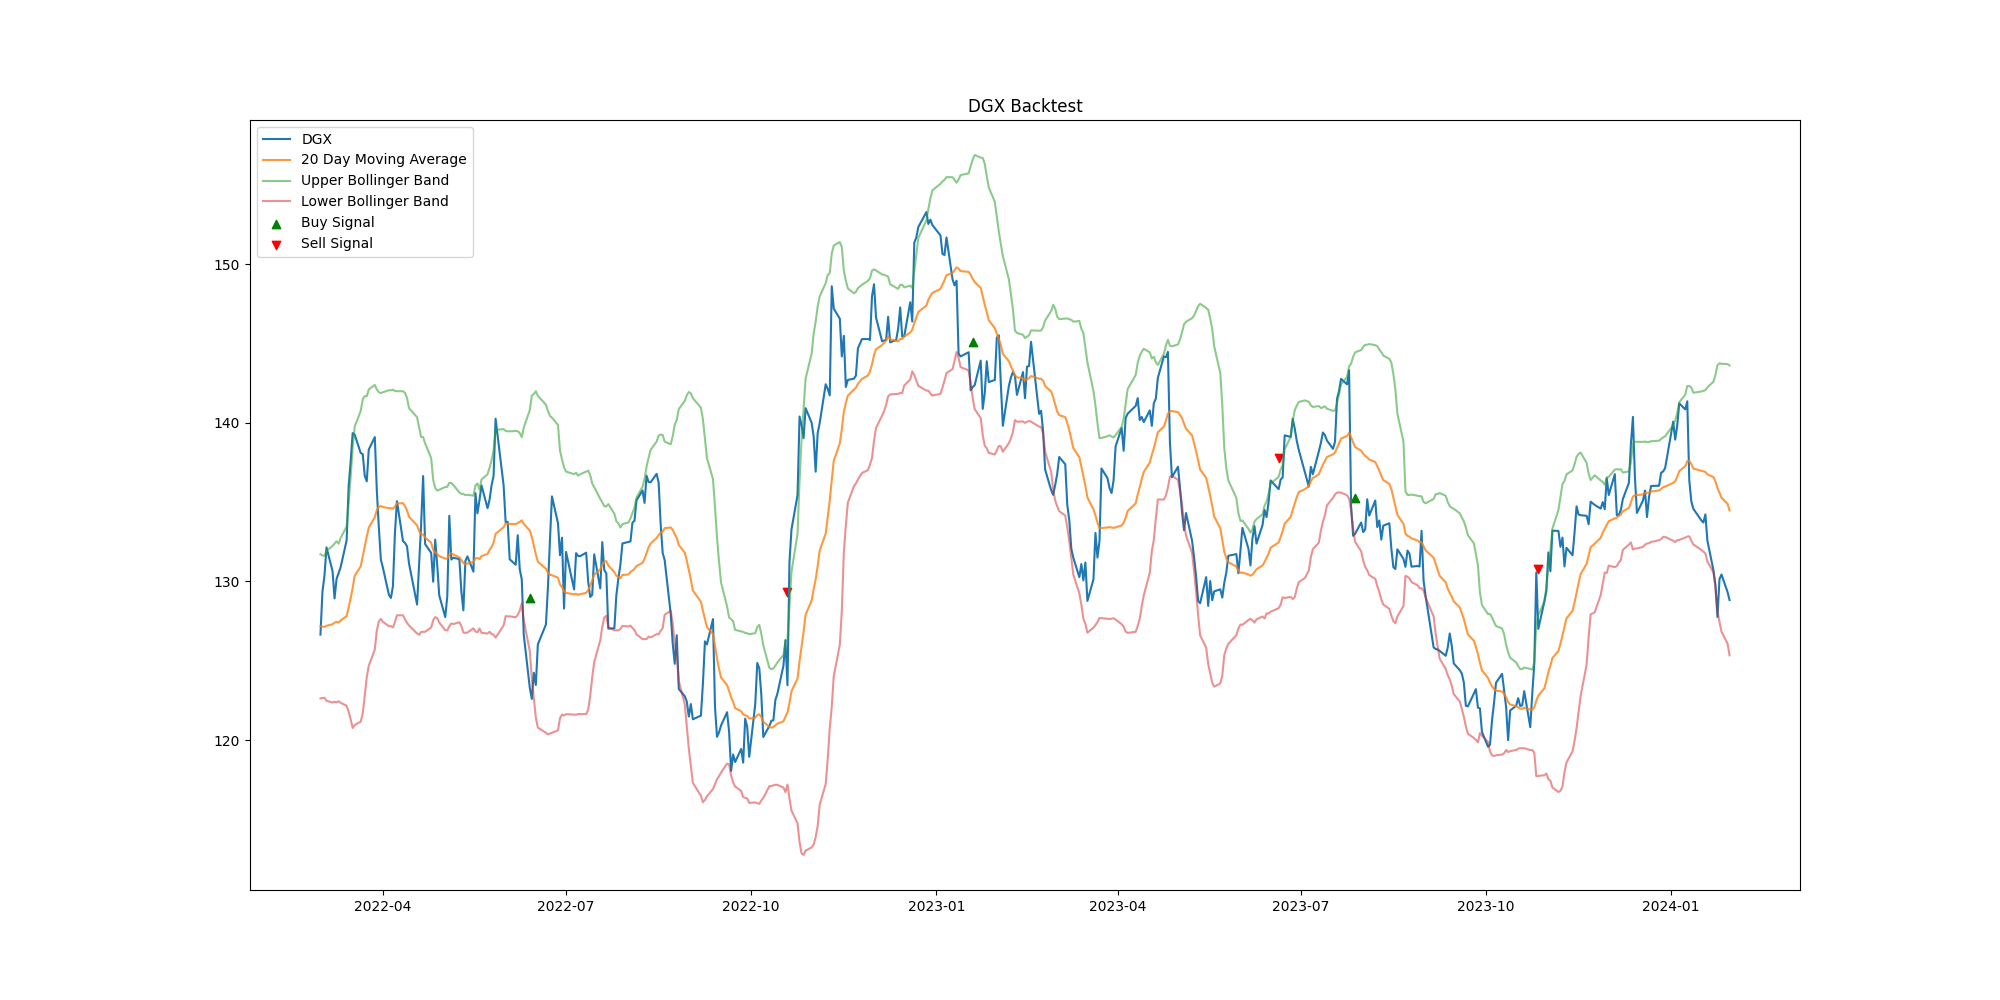 DGX Backtest
DGX
20 Day Moving Average
Upper Bollinger Band
Lower Bollinger Band
Buy Signal
Sell Signal
150
140
130
120
2022-04
2022-07
2022-10
2023-01
2023-04
2023-07
2023-10
2024-01